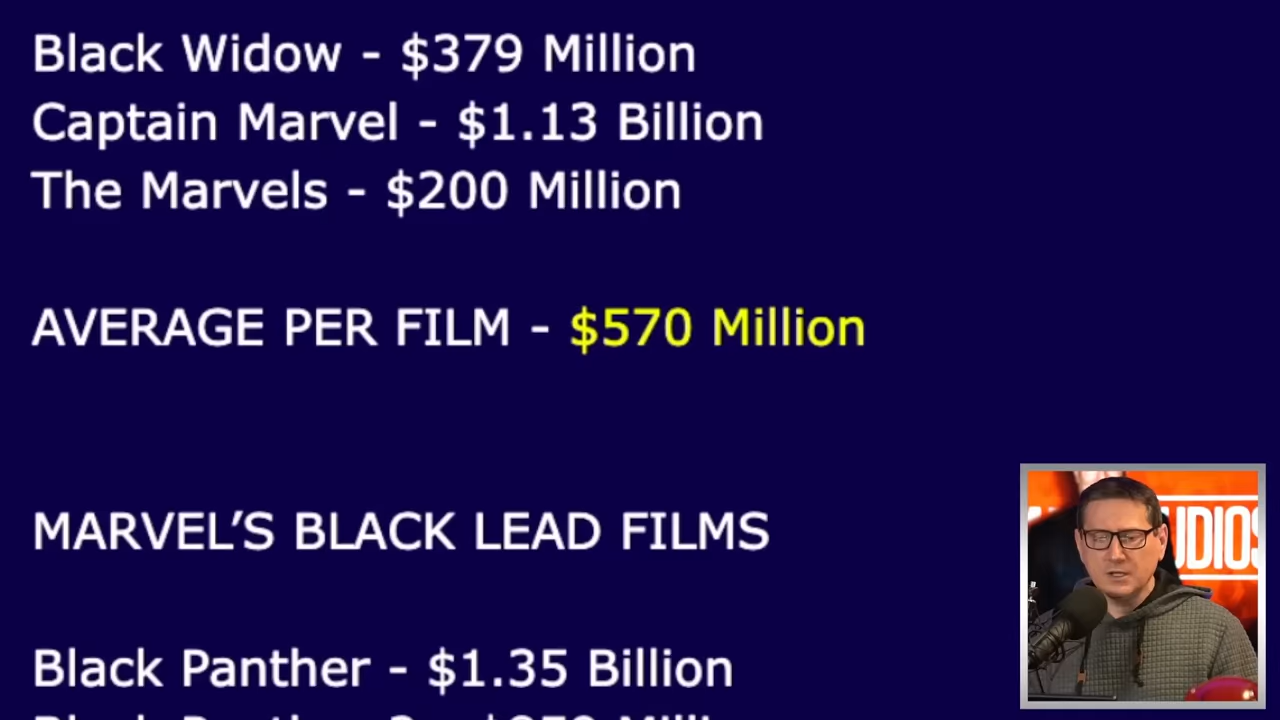 Black Widow - $379 Million
Captain Marvel - $1.13 Billion
The Marvels - $200 Million
AVERAGE PER FILM - $570 Million
MARVEL’S BLACK LEAD FILMS
UDIOS
Black Panther - $1.35 Billion